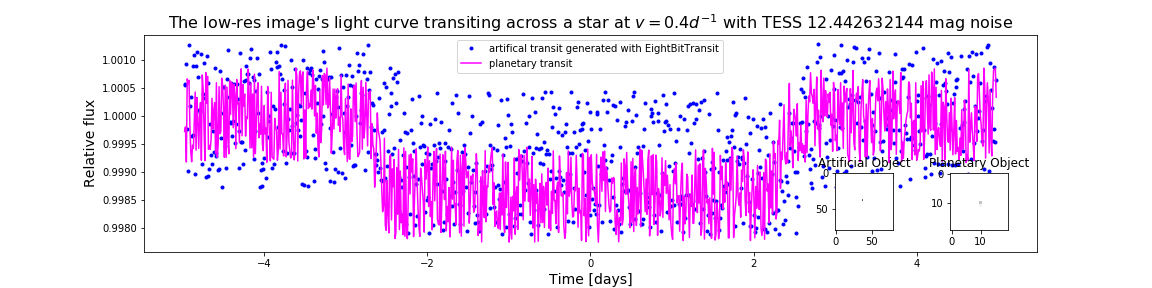 The low-res image's light curve transiting across a star at v = 0.4d⁻¹ with TESS 12.442632144 mag noise
artifical transit generated with EightBitTransit
planetary transit
Relative flux
1.0010
1.0005
1.0000
0.9995
0.9990
0.9985
0.9980
Artificial Object
0
50
0 50
Planetary Object
0
10
0 10
−4 −2 0 2 4
Time [days]